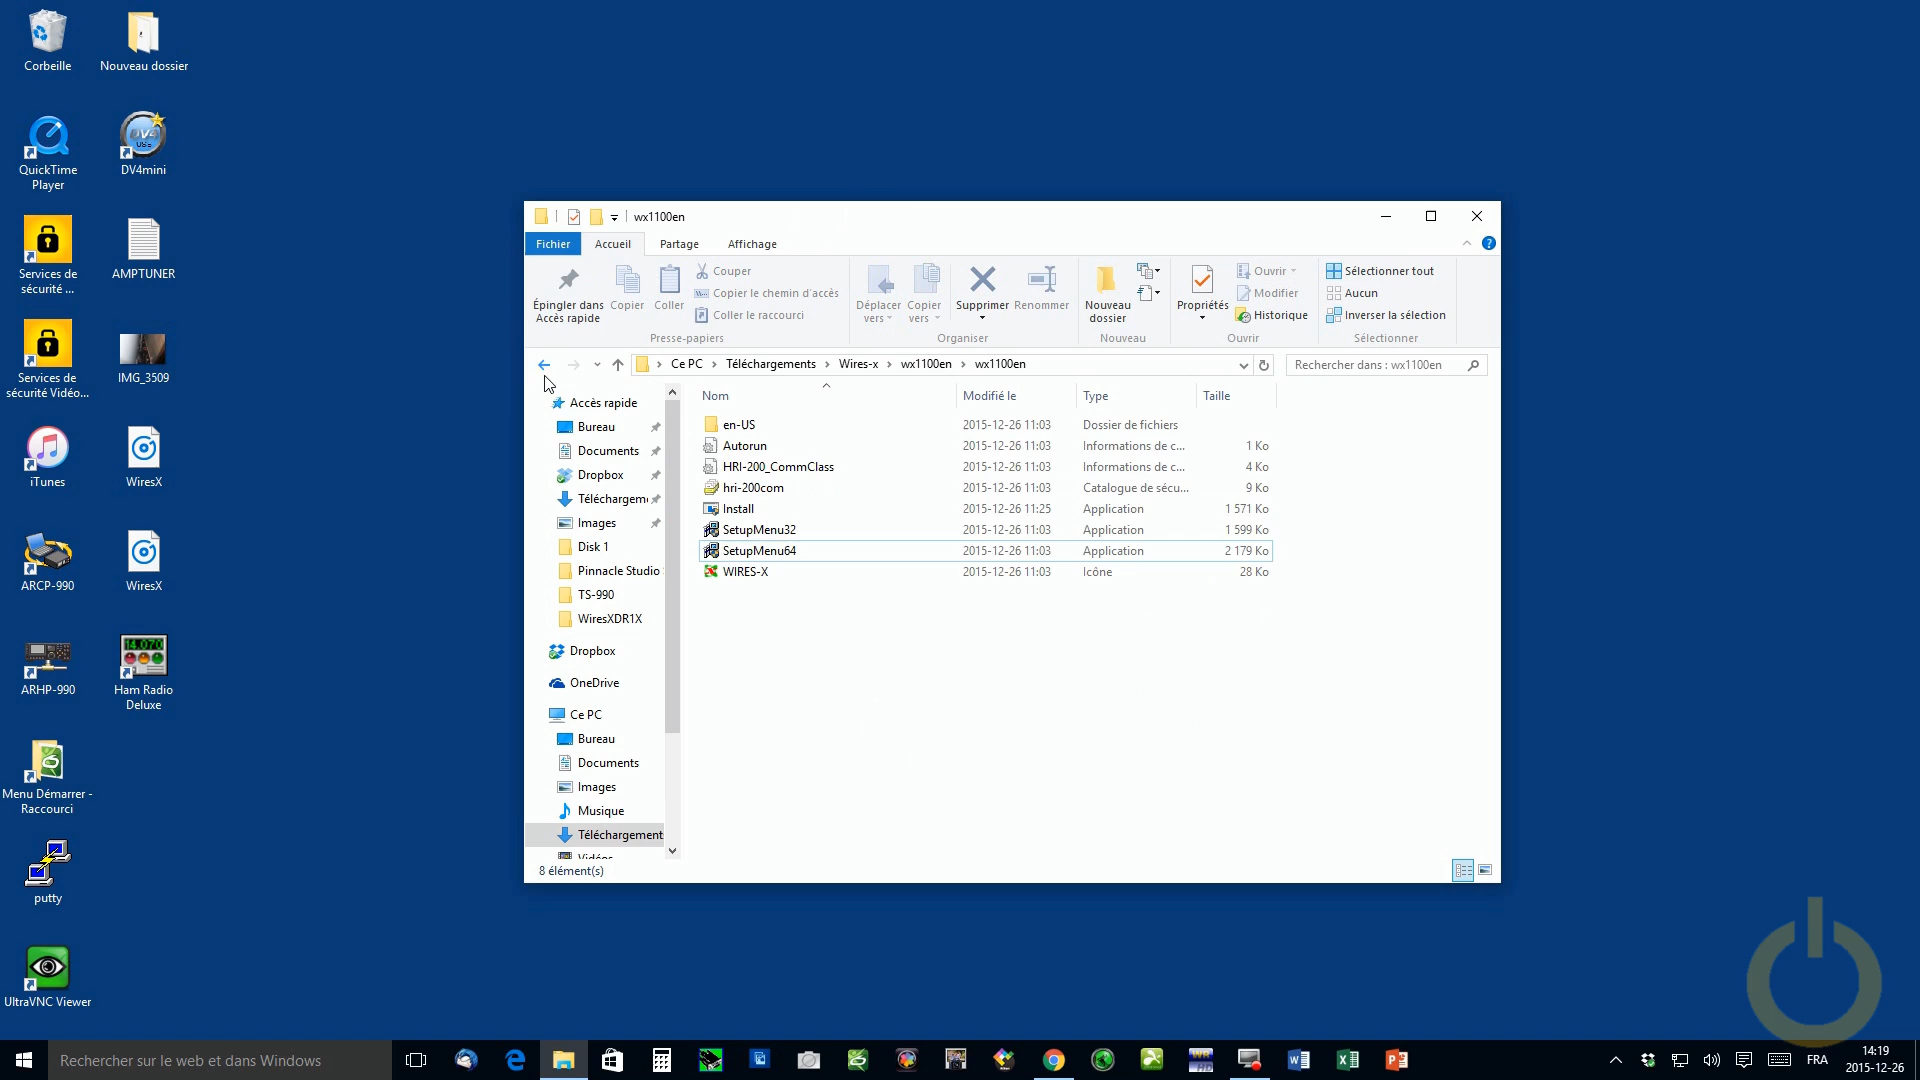 Corbeille
Nouveau dossier
QuickTime
Player
DV4mini
Services de
sécurité ...
AMPTUNER
Services de
sécurité Vidéo...
IMG_3509
iTunes
WiresX
ARCP-990
WiresX
ARHP-990
14.070
Ham Radio
Deluxe
Menu Démarrer -
Raccourci
putty
UltraVNC Viewer
wx1100en
Fichier
Accueil
Partage
Affichage
Épingler dans
Accès rapide
Copier
Coller
Couper
Copier le chemin d'accès
Coller le raccourci
Presse-papiers
Déplacer
vers
Copier
vers
Supprimer
Renommer
Organiser
Nouveau
dossier
Nouveau
Propriétés
Ouvrir
Modifier
Historique
Ouvrir
Sélectionner tout
Aucun
Inverser la sélection
Sélectionner
Ce PC > Téléchargements > Wires-x > wx1100en > wx1100en
Rechercher dans : wx1100en
Accès rapide
Bureau
Documents
Dropbox
Téléchargem
Images
Disk 1
Pinnacle Studio
TS-990
WiresXDR1X
Dropbox
OneDrive
Ce PC
Bureau
Documents
Images
Musique
Téléchargement
Vidéos
Nom Modifié le Type Taille
en-US 2015-12-26 11:03 Dossier de fichiers
Autorun 2015-12-26 11:03 Informations de c... 1 Ko
HRI-200_CommClass 2015-12-26 11:03 Informations de c... 4 Ko
hri-200com 2015-12-26 11:03 Catalogue de sécu... 9 Ko
Install 2015-12-26 11:25 Application 1 571 Ko
SetupMenu32 2015-12-26 11:03 Application 1 599 Ko
SetupMenu64 2015-12-26 11:03 Application 2 179 Ko
WIRES-X 2015-12-26 11:03 Icône 28 Ko
8 élément(s)
Rechercher sur le web et dans Windows
FRA
14:19
2015-12-26